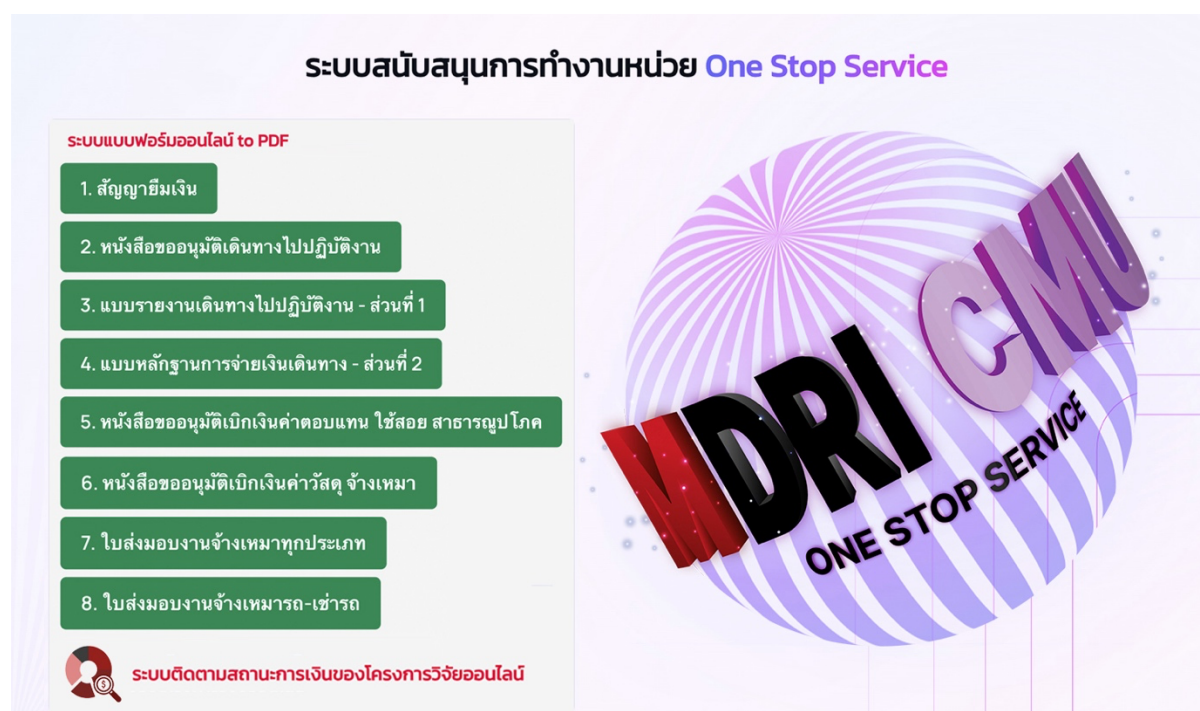 ระบบสนับสนุนการทำงานหน่วย One Stop Service
ระบบแบบฟอร์มออนไลน์ to PDF
1. สัญญายืมเงิน
2. หนังสือขออนุมัติเดินทางไปปฏิบัติงาน
3. แบบรายงานเดินทางไปปฏิบัติงาน - ส่วนที่ 1
4. แบบหลักฐานการจ่ายเงินเดินทาง - ส่วนที่ 2
5. หนังสือขออนุมัติเบิกเงินค่าตอบแทน ใช้สอย สาธารณูปโภค
6. หนังสือขออนุมัติเบิกเงินค่าวัสดุ จ้างเหมา
7. ใบส่งมอบงานจ้างเหมาทุกประเภท
8. ใบส่งมอบงานจ้างเหมารถ-เช่ารถ
ระบบติดตามสถานะการเงินของโครงการวิจัยออนไลน์
MDRI CMU
ONE STOP SERVICE